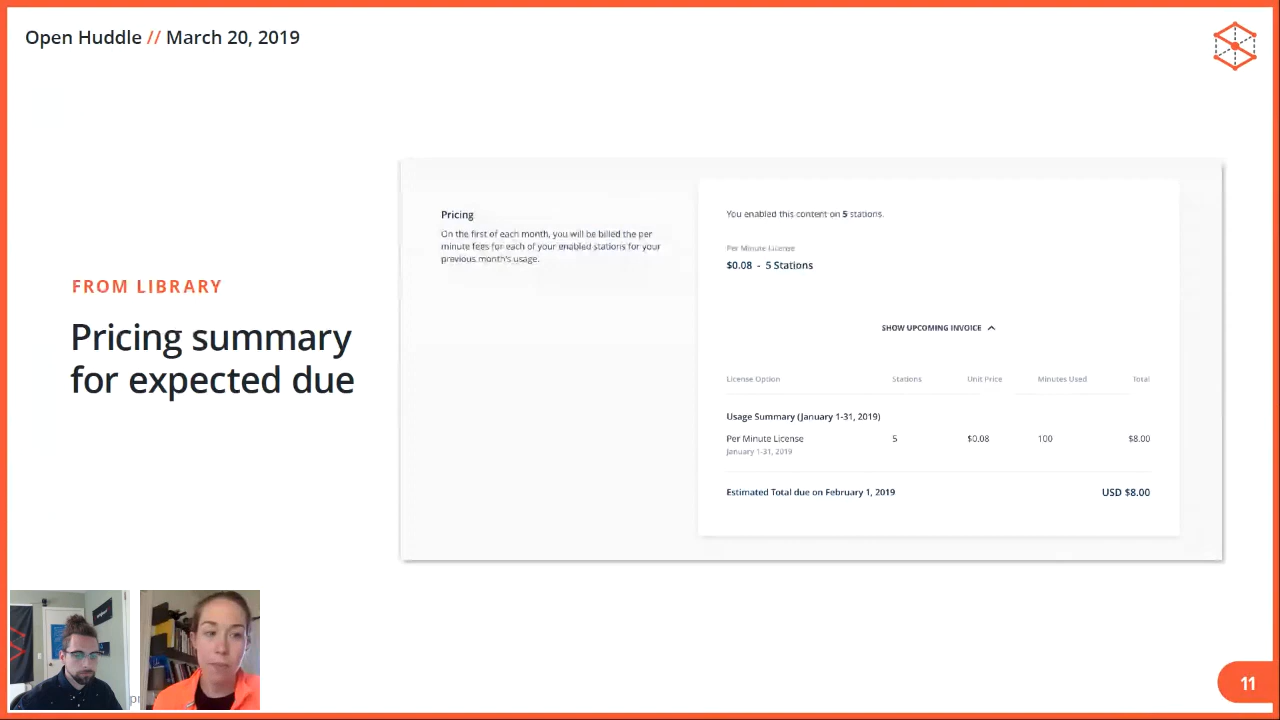 Open Huddle // March 20, 2019
FROM LIBRARY
Pricing summary
for expected due
Pricing
On the first of each month, you will be billed the per
minute fees for each of your enabled stations for your
previous month's usage.
You enabled this content on 5 stations.
Per Minute License
$0.08 - 5 Stations
SHOW UPCOMING INVOICE
License Option Stations Unit Price Minutes Used Total
Usage Summary (January 1-31, 2019)
Per Minute License 5 $0.08 100 $8.00
January 1-31, 2019
Estimated Total due on February 1, 2019 USD $8.00
11